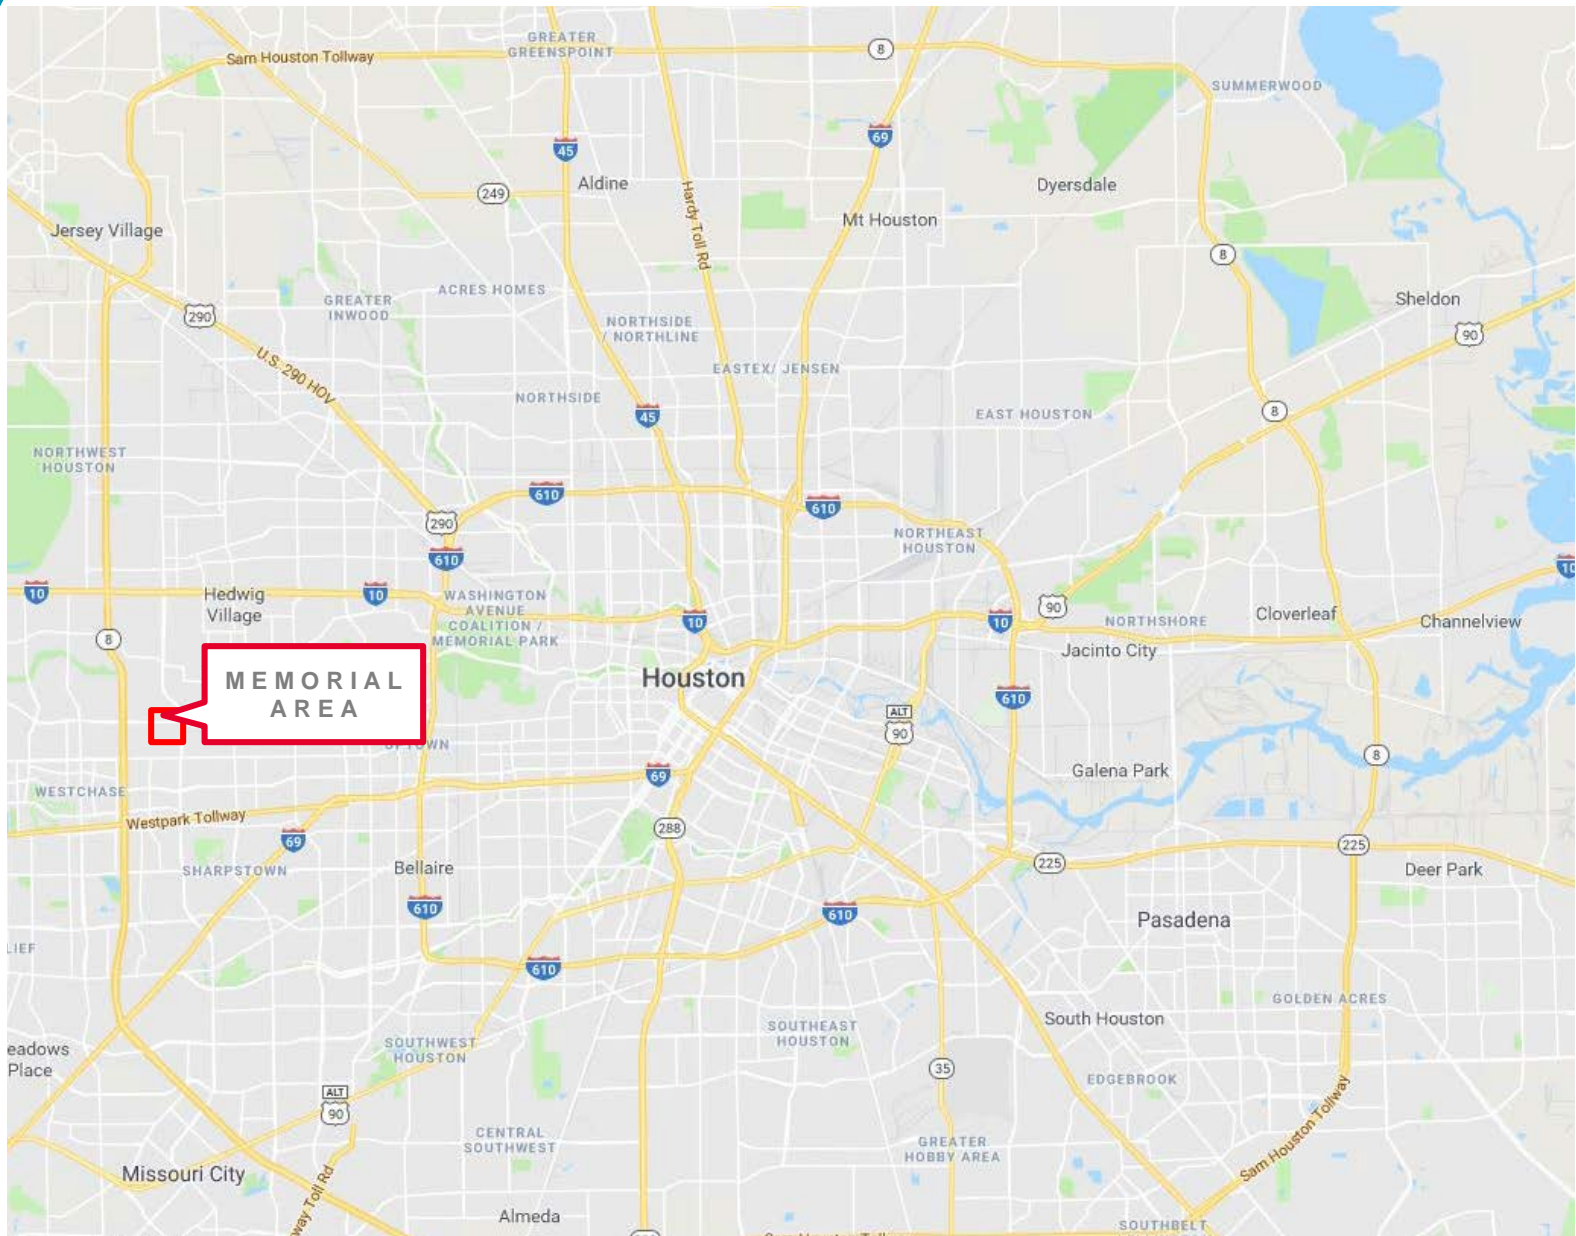 GREATER
GREENSPOINT
8
Sam Houston Tollway
SUMMERWOOD
69
45
Aldine
249
Dyersdale
Hardy Toll Rd
Mt Houston
Jersey Village
8
ACRES HOMES
GREATER
INWOOD
Sheldon
290
NORTHSIDE
/ NORTHLINE
90
U.S. 290 HOV
EASTEX/ JENSEN
NORTHSIDE
45
EAST HOUSTON
8
NORTHWEST
HOUSTON
610
610
290
NORTHEAST
HOUSTON
610
10
10
Hedwig
Village
10
WASHINGTON
AVENUE
COALITION /
MEMORIAL PARK
90
10
10
NORTHSHORE
Cloverleaf
Channelview
8
Jacinto City
MEMORIAL
AREA
Houston
610
ALT
90
8
69
Galena Park
WESTCHASE
Westpark Tollway
69
288
225
225
SHARPSTOWN
Bellaire
Deer Park
610
610
Pasadena
LIEF
610
GOLDEN ACRES
South Houston
SOUTHEAST
HOUSTON
SOUTHWEST
HOUSTON
eadows
Place
35
EDGEBROOK
ALT
90
CENTRAL
SOUTHWEST
GREATER
HOBBY AREA
Sam Houston Tollway
Missouri City
way Toll Rd
Almeda
SOUTHBELT